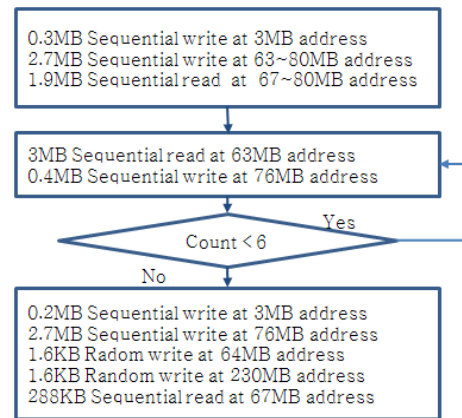 0.3MB Sequential write at 3MB address
2.7MB Sequential write at 63~80MB address
1.9MB Sequential read at 67~80MB address
3MB Sequential read at 63MB address
0.4MB Sequential write at 76MB address
Yes
Count < 6
No
0.2MB Sequential write at 3MB address
2.7MB Sequential write at 76MB address
1.6KB Radom write at 64MB address
1.6KB Random write at 230MB address
288KB Sequential read at 67MB address